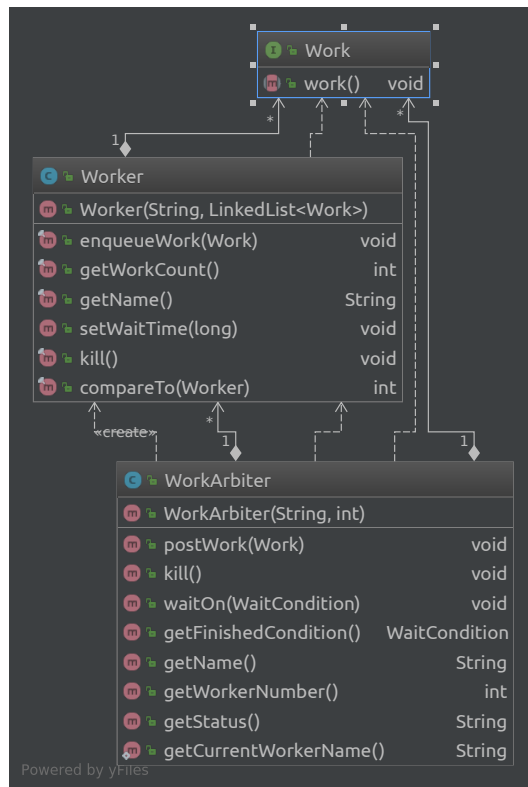 Work
work() void
*
*
1
Worker
Worker(String, LinkedList<Work>)
enqueueWork(Work) void
getWorkCount() int
getName() String
setWaitTime(long) void
kill() void
compareTo(Worker) int
«create»
*
1
1
WorkArbiter
WorkArbiter(String, int)
postWork(Work) void
kill() void
waitOn(WaitCondition) void
getFinishedCondition() WaitCondition
getName() String
getWorkerNumber() int
getStatus() String
getCurrentWorkerName() String
Powered by yFiles